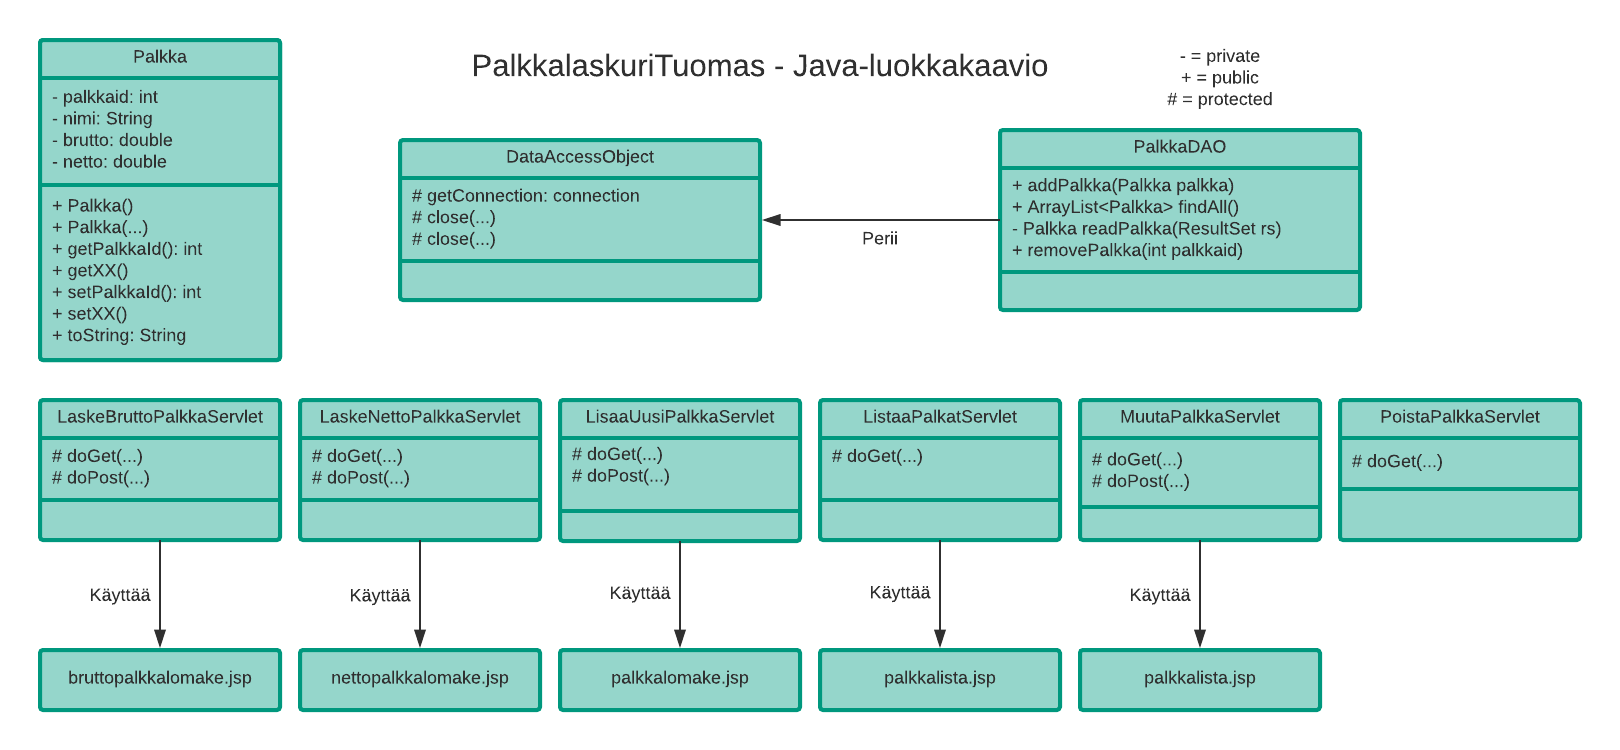 PalkkalaskuriTuomas - Java-luokkakaavio
- = private
+ = public
# = protected
Palkka
- palkkaid: int
- nimi: String
- brutto: double
- netto: double
+ Palkka()
+ Palkka(...)
+ getPalkkaId(): int
+ getXX()
+ setPalkkaId(): int
+ setXX()
+ toString: String
DataAccessObject
# getConnection: connection
# close(...)
# close(...)
Perii
PalkkaDAO
+ addPalkka(Palkka palkka)
+ ArrayList<Palkka> findAll()
- Palkka readPalkka(ResultSet rs)
+ removePalkka(int palkkaid)
LaskeBruttoPalkkaServlet
# doGet(...)
# doPost(...)
Käyttää
bruttopalkkalomake.jsp
LaskeNettoPalkkaServlet
# doGet(...)
# doPost(...)
Käyttää
nettopalkkalomake.jsp
LisaaUusiPalkkaServlet
# doGet(...)
# doPost(...)
Käyttää
palkkalomake.jsp
ListaaPalkatServlet
# doGet(...)
Käyttää
palkkalista.jsp
MuutaPalkkaServlet
# doGet(...)
# doPost(...)
Käyttää
palkkalista.jsp
PoistaPalkkaServlet
# doGet(...)